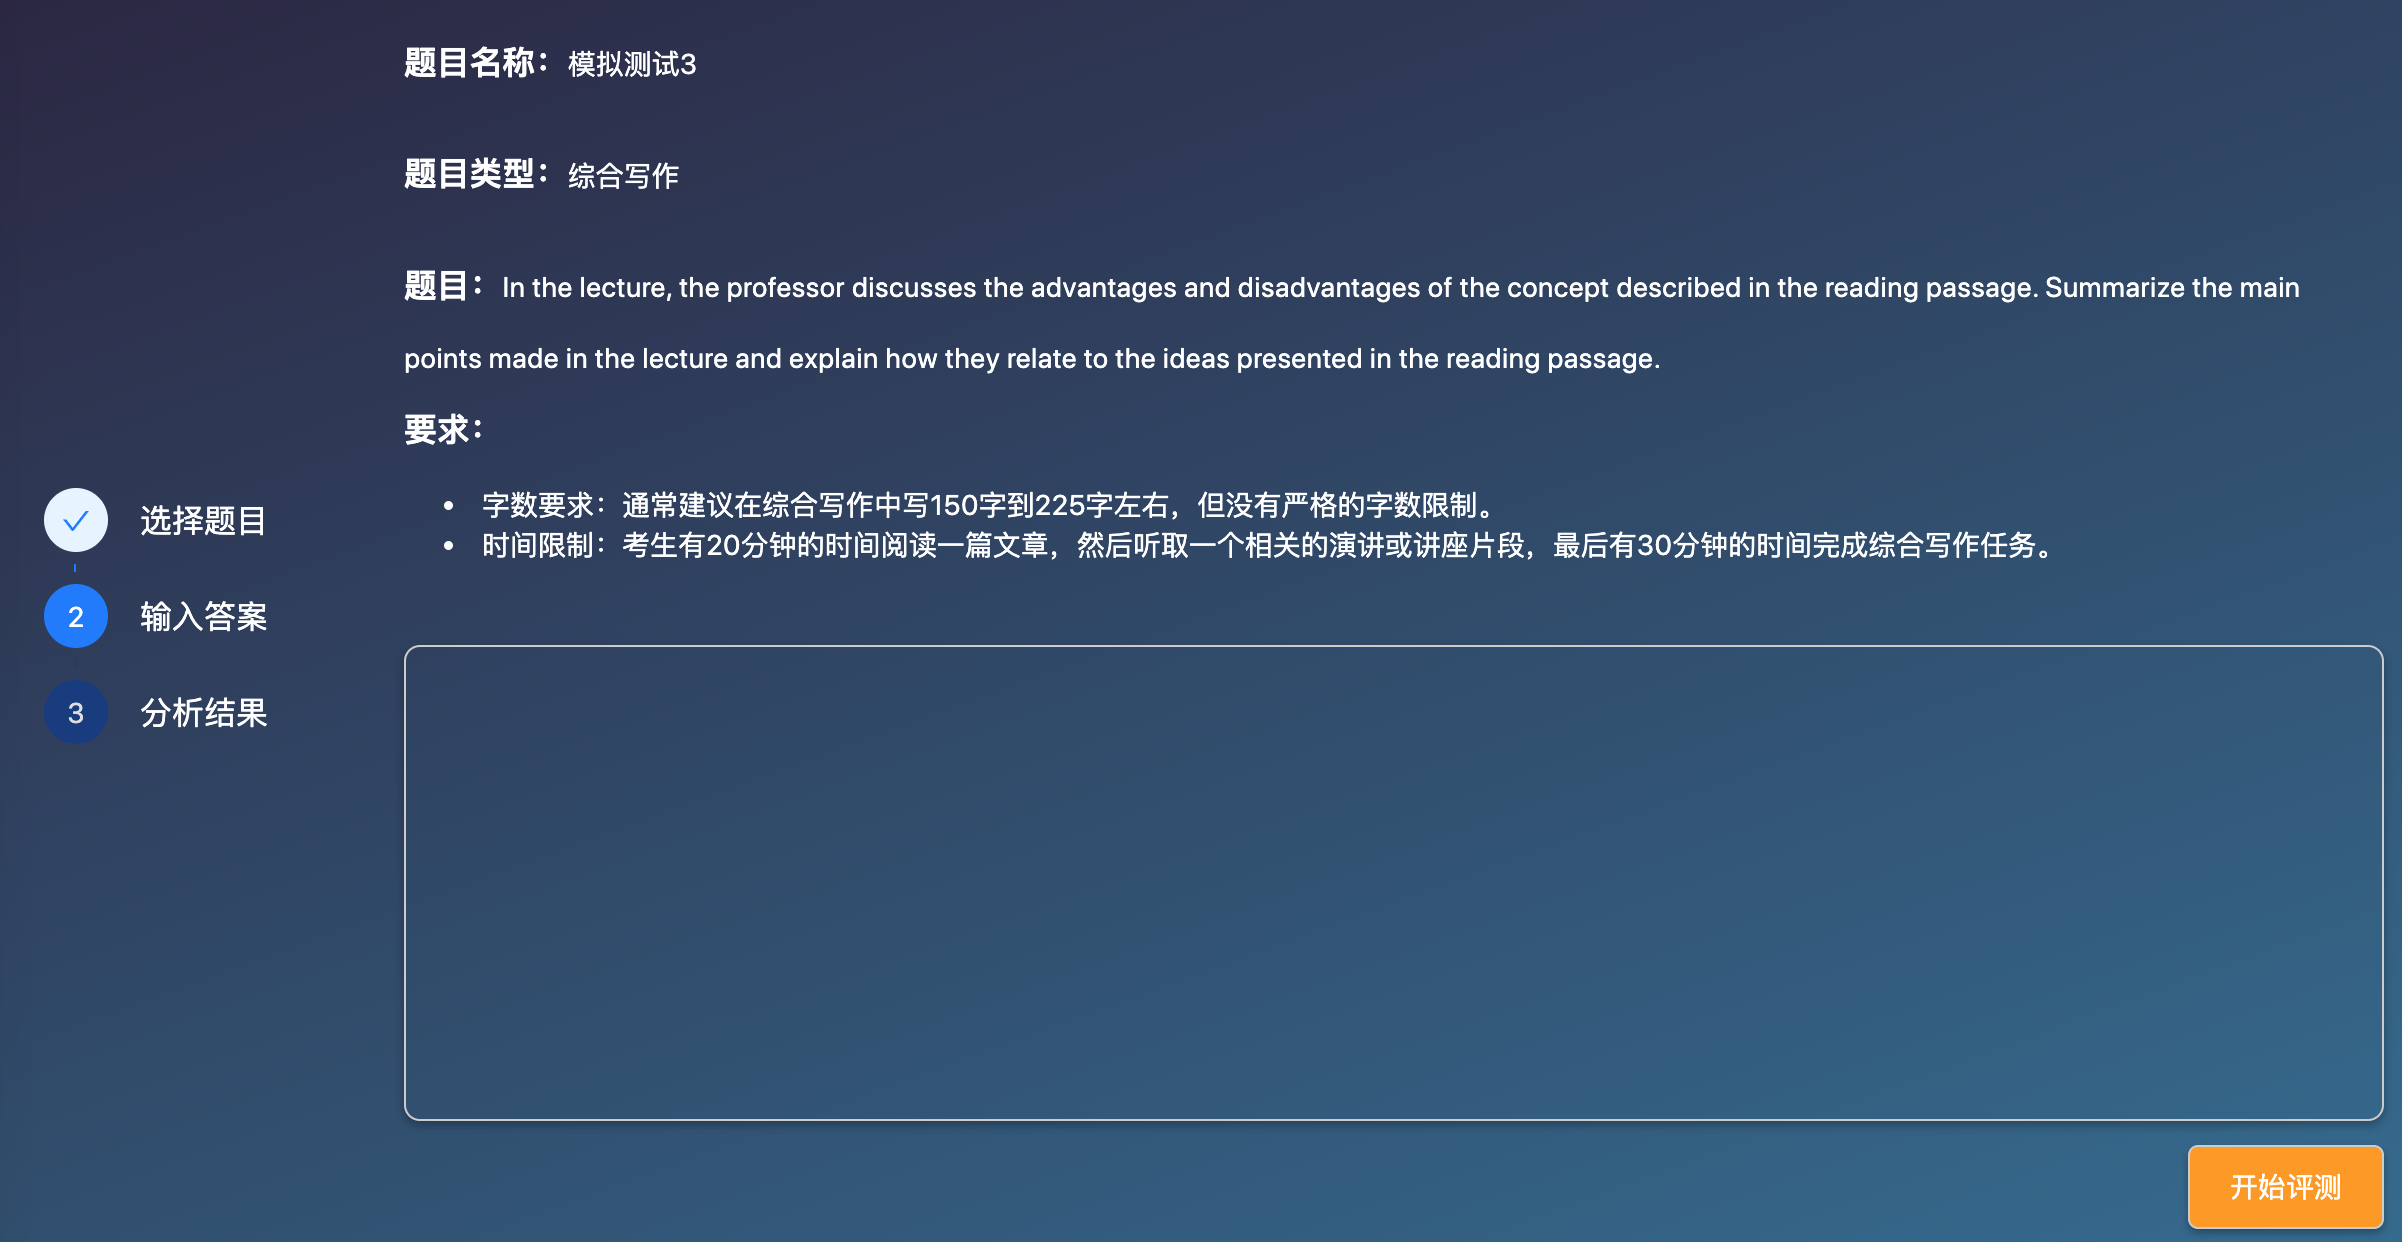 题目名称：模拟测试3
题目类型：综合写作
题目：In the lecture, the professor discusses the advantages and disadvantages of the concept described in the reading passage. Summarize the main
points made in the lecture and explain how they relate to the ideas presented in the reading passage.
要求：
• 字数要求：通常建议在综合写作中写150字到225字左右，但没有严格的字数限制。
• 时间限制：考生有20分钟的时间阅读一篇文章，然后听取一个相关的演讲或讲座片段，最后有30分钟的时间完成综合写作任务。
选择题目
2 输入答案
3 分析结果
开始评测